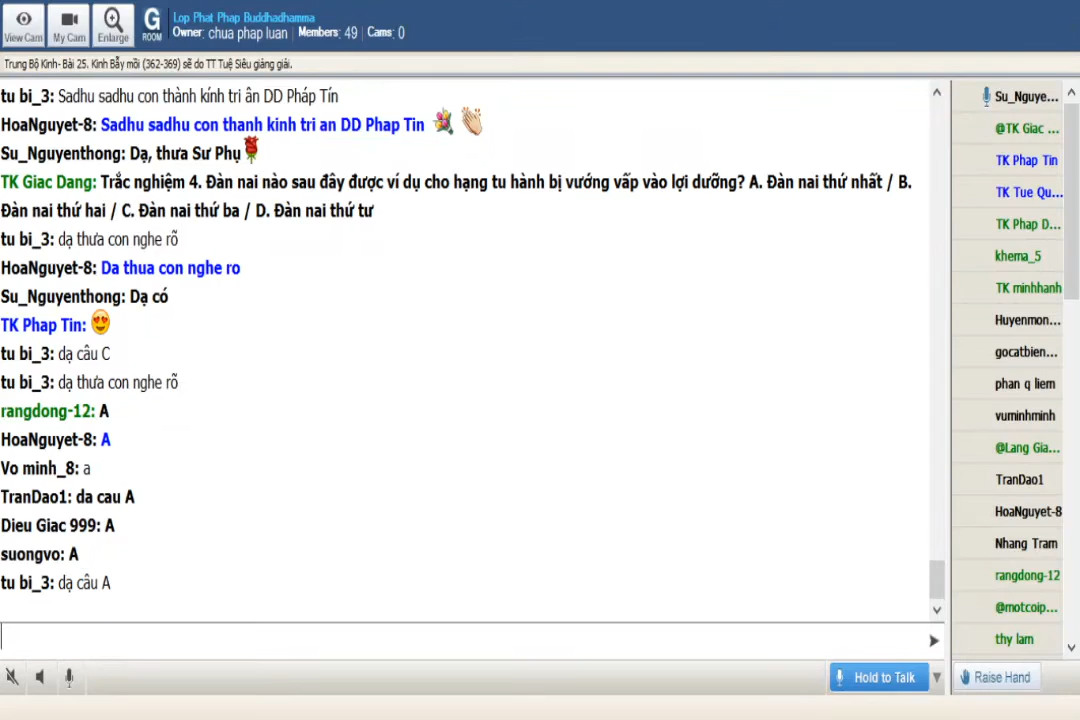 View Cam
My Cam
Enlarge
G
ROOM
Lop Phat Phap Buddhadhamma
Owner: chua phap luan | Members: 49 | Cams: 0
Trung Bộ Kinh- Bài 25. Kinh Bẫy mồi (362-369) sẽ do TT Tuệ Siêu giảng giải.
tu bi_3: Sadhu sadhu con thành kính tri ân DD Pháp Tín
HoaNguyet-8: Sadhu sadhu con thanh kinh tri an DD Phap Tin
Su_Nguyenthong: Dạ, thưa Sư Phụ
TK Giac Dang: Trắc nghiệm 4. Đàn nai nào sau đây được ví dụ cho hạng tu hành bị vướng vấp vào lợi dưỡng? A. Đàn nai thứ nhất / B.
Đàn nai thứ hai / C. Đàn nai thứ ba / D. Đàn nai thứ tư
tu bi_3: dạ thưa con nghe rõ
HoaNguyet-8: Da thua con nghe ro
Su_Nguyenthong: Dạ có
TK Phap Tin:
tu bi_3: dạ câu C
tu bi_3: dạ thưa con nghe rõ
rangdong-12: A
HoaNguyet-8: A
Vo minh_8: a
TranDao1: da cau A
Dieu Giac 999: A
suongvo: A
tu bi_3: dạ câu A
Su_Nguye...
@TK Giac ...
TK Phap Tin
TK Tue Qu...
TK Phap D...
khema_5
TK minhhanh
Huyenmon...
gocatbien...
phan q liem
vuminhminh
@Lang Gia...
TranDao1
HoaNguyet-8
Nhang Tram
rangdong-12
@motcoip...
thy lam
Hold to Talk
Raise Hand